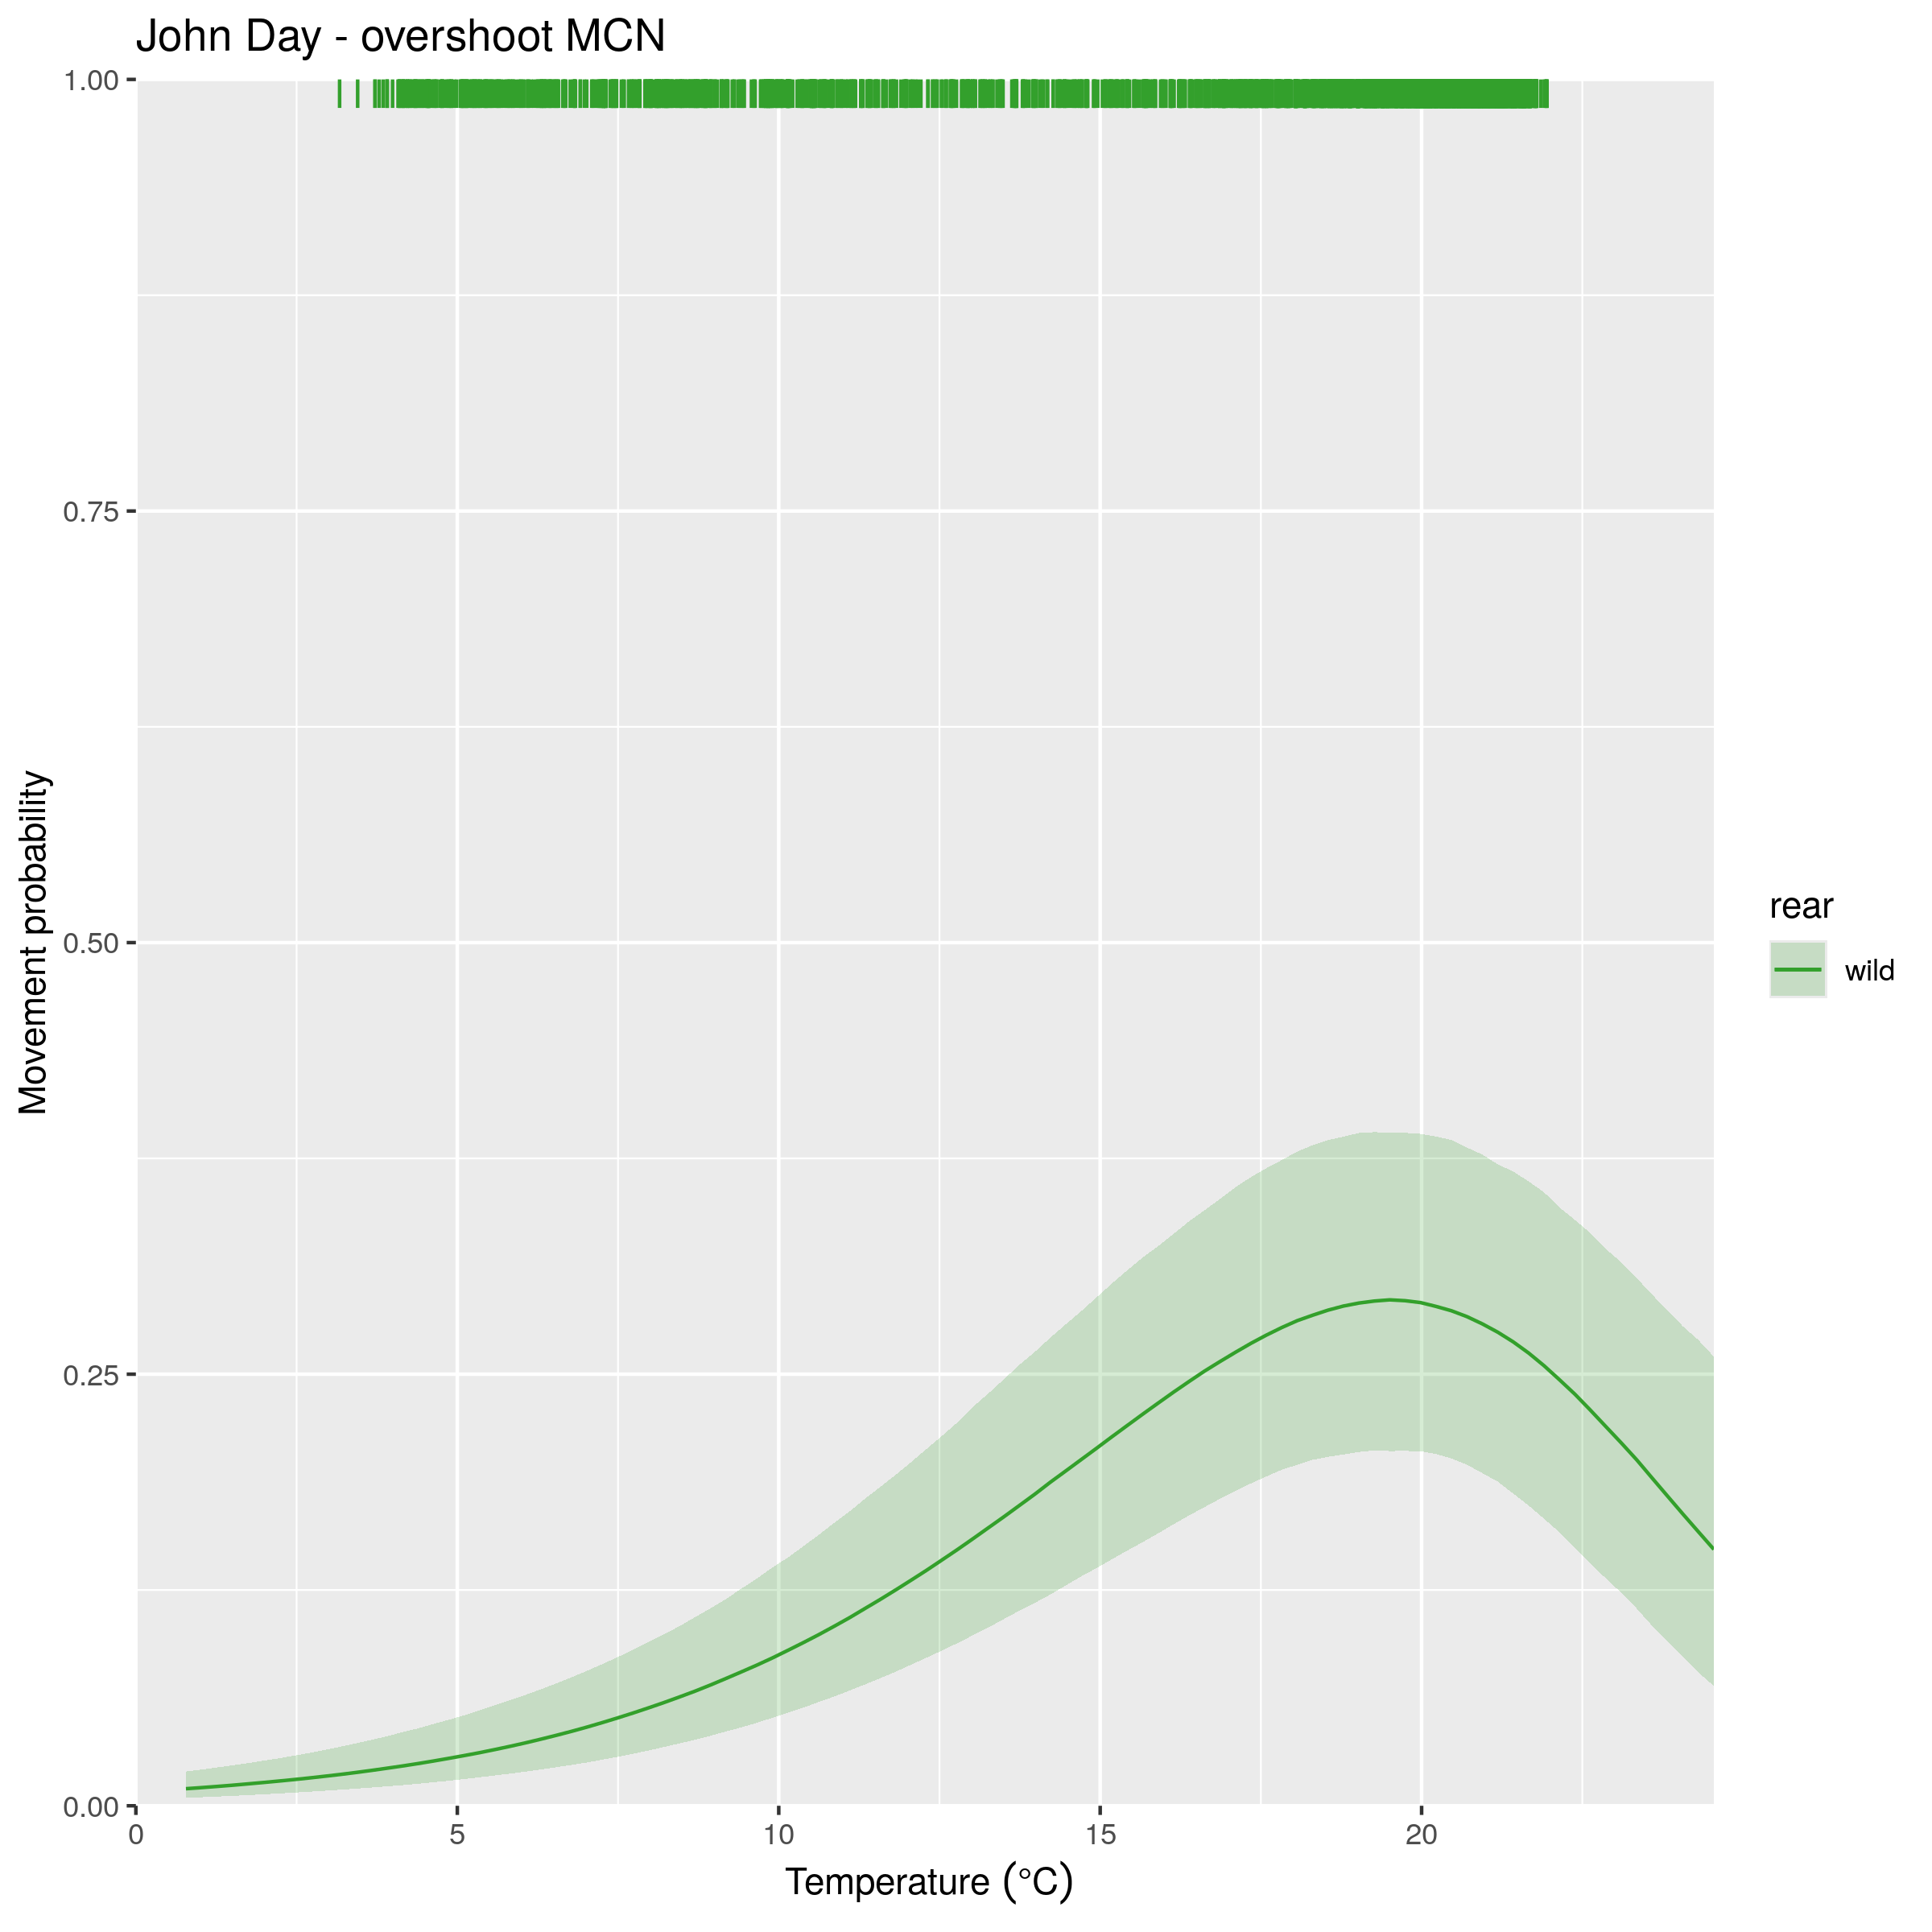 John Day - overshoot MCN
1.00
0.75
0.50
0.25
0.00
Movement probability
0
5
10
15
20
Temperature (°C)
rear
wild